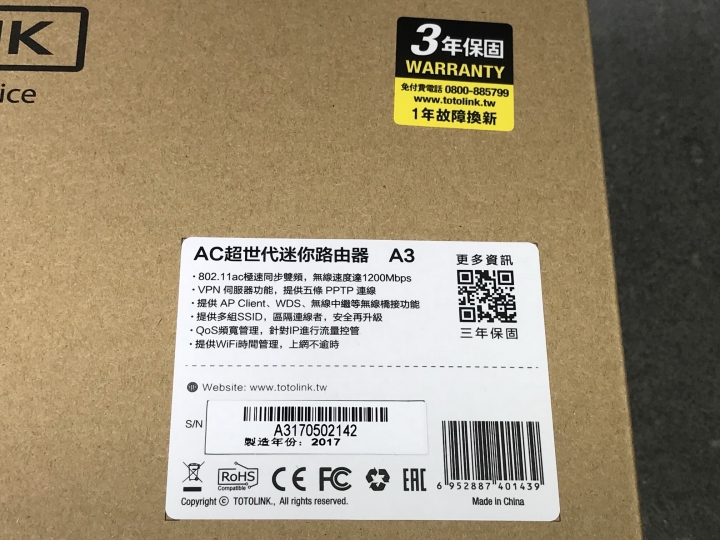 NK
ice
3年保固
WARRANTY
免付費電話 0800-885799
www.totolink.tw
1年故障換新
AC超世代迷你路由器 A3
更多資訊
・802.11ac極速同步雙頻,無線速度達1200Mbps
・VPN 伺服器功能,提供五條 PPTP 連線
・提供 AP Client、WDS、無線中繼等無線橋接功能
・提供多組SSID,區隔連線者,安全再升級
・QoS頻寬管理,針對IP進行流量控管
・提供WiFi時間管理,上網不逾時
三年保固
Website: www.totolink.tw
S/N
A3170502142
製造年份: 2017
RoHS
Compatible
CE FC EAC
6 952887 401439
Copyright © TOTOLINK., All rights reserved.
Made in China